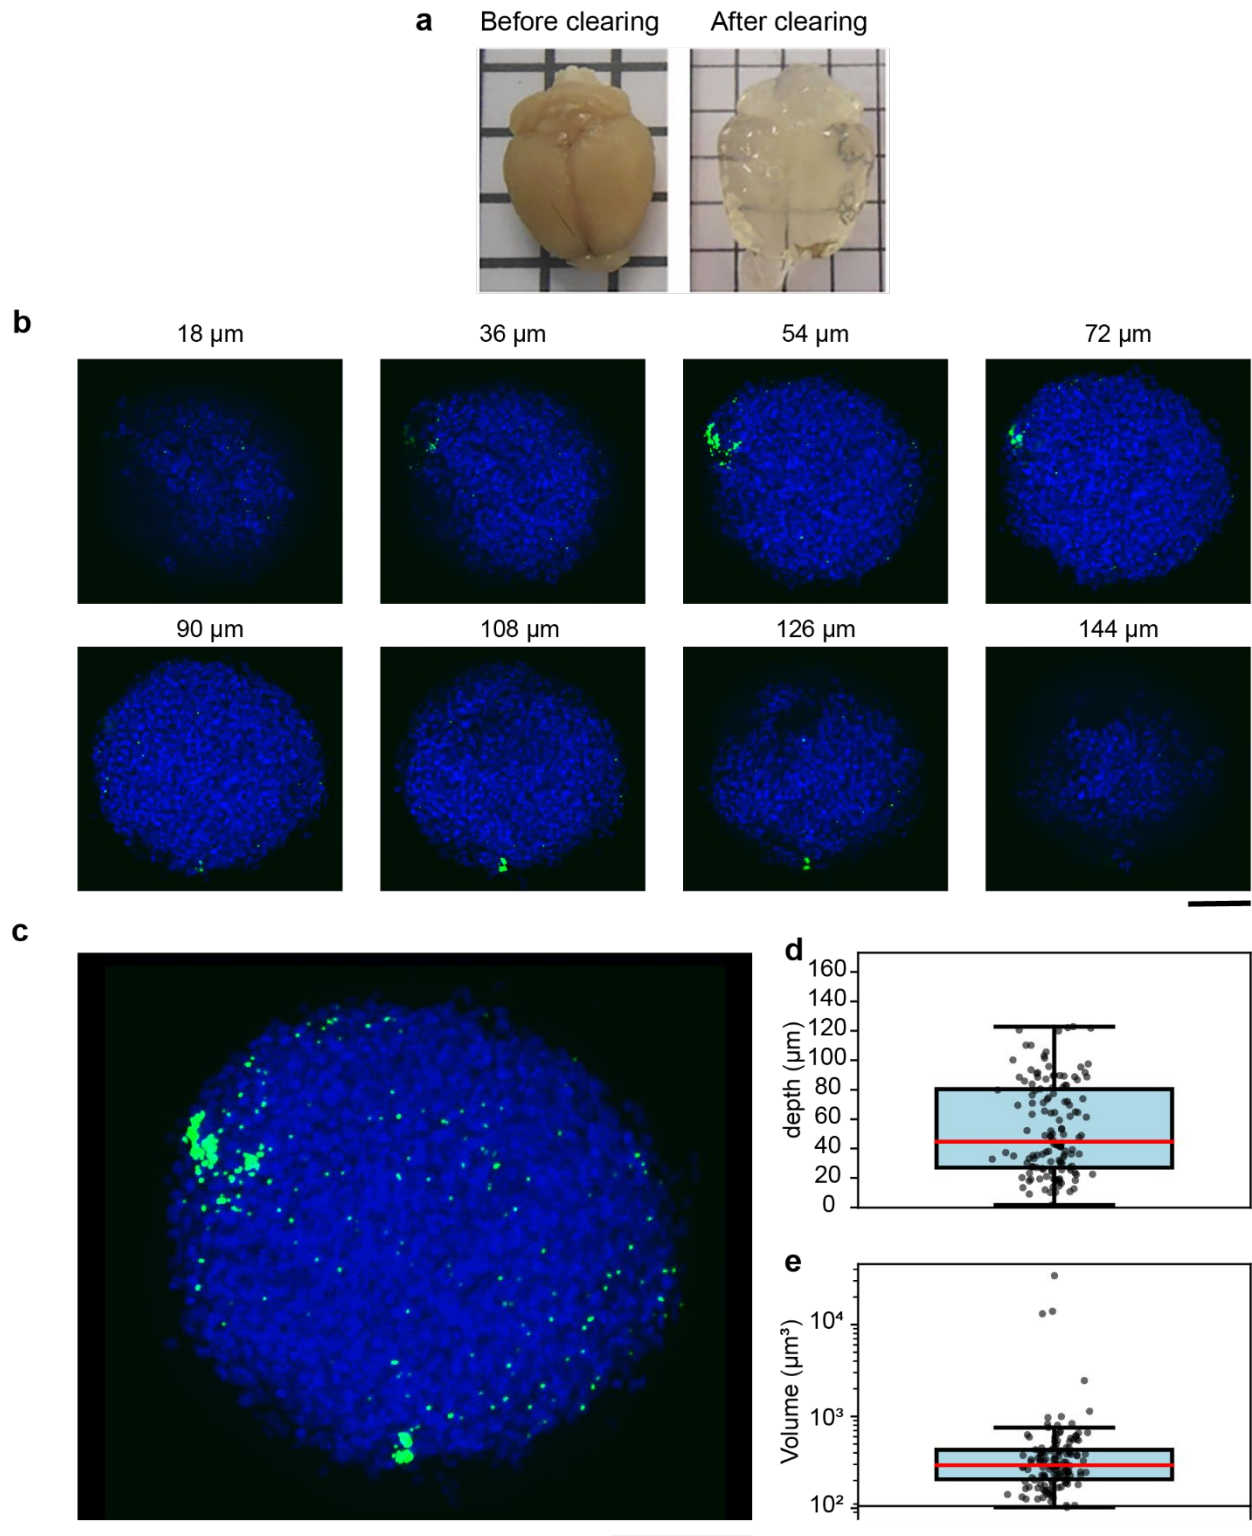 a Before clearing After clearing
b
18 µm 36 µm 54 µm 72 µm
90 µm 108 µm 126 µm 144 µm
c
d
160
140
120
100
80
60
40
20
0
depth (µm)
e
10⁴
10³
10²
Volume (µm³)